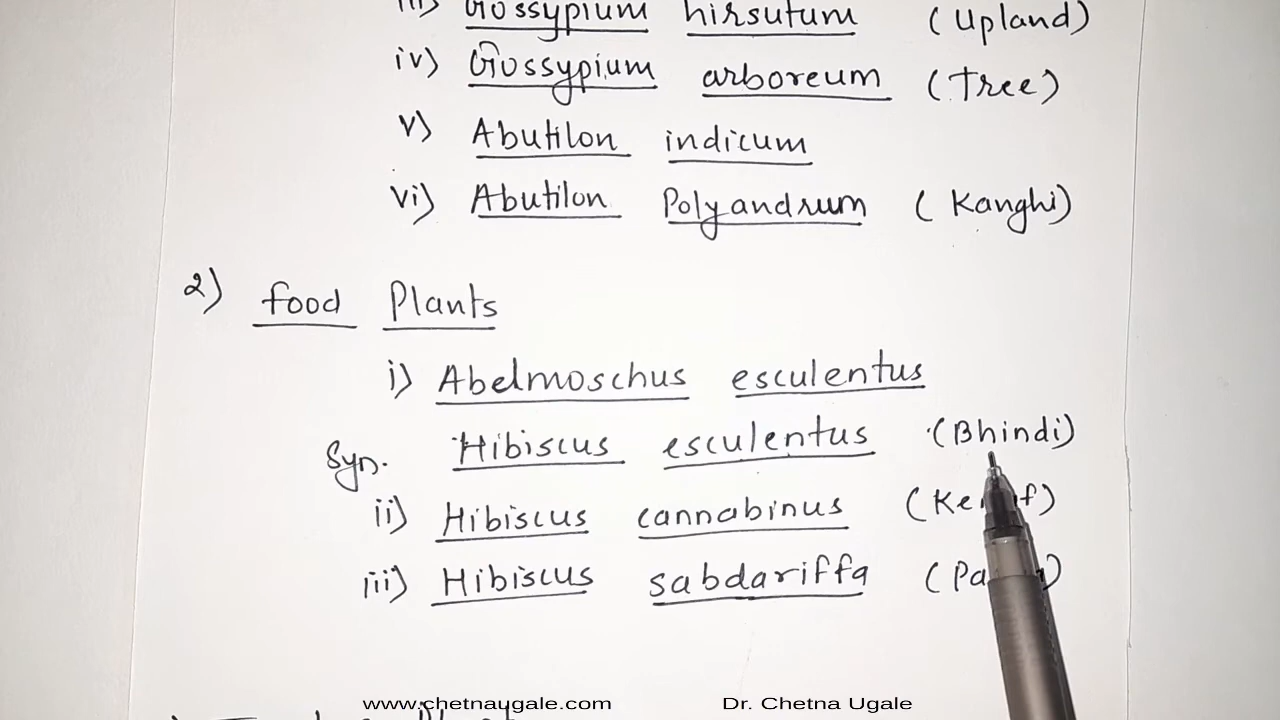 iii) Gossypium hirsutum (Upland)
iv) Gossypium arboreum (Tree)
v) Abutilon indicum
vi) Abutilon Polyandrum (Kanghi)
2) Food Plants
i) Abelmoschus esculentus
Syn. Hibiscus esculentus (Bhindi)
ii) Hibiscus cannabinus
iii) Hibiscus sabdariffa
www.chetnaugale.com Dr. Chetna Ugale